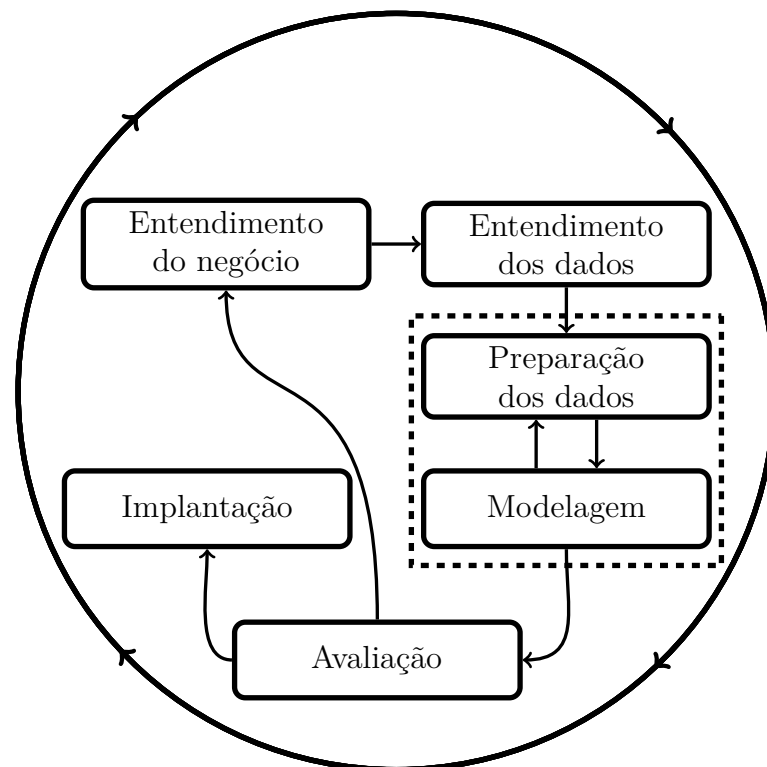 Entendimento
do negócio
Entendimento
dos dados
Preparação
dos dados
Implantação
Modelagem
Avaliação